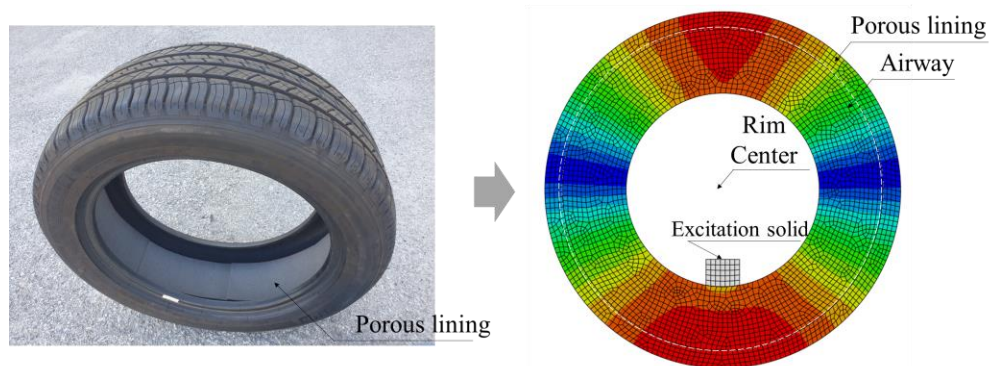 Porous lining
Porous lining
Airway
Rim
Center
Excitation solid